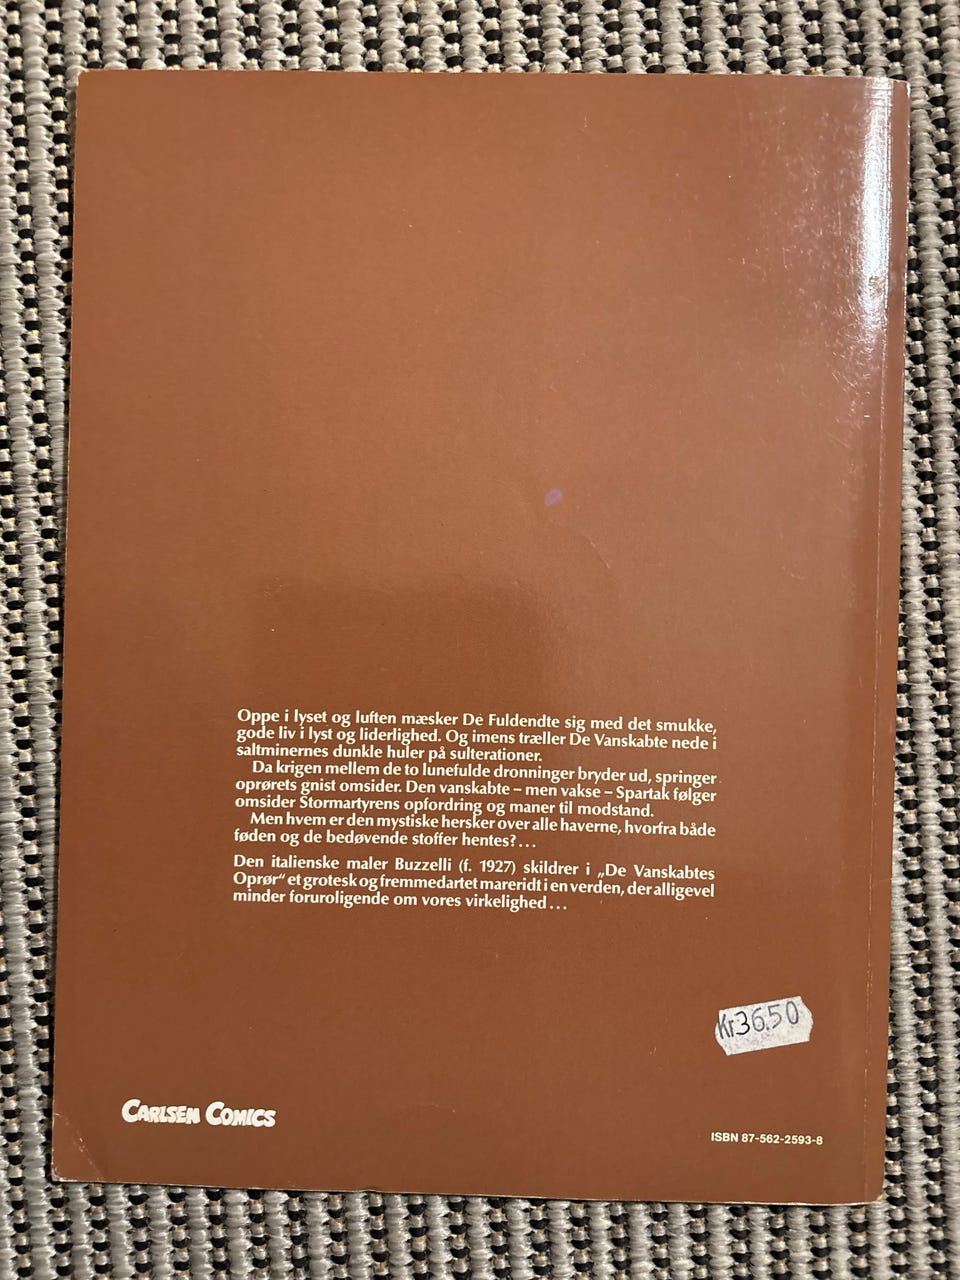 Oppe i lyset og luften mæsker De Fuldendte sig med det smukke,
gode liv i lyst og liderlighed. Og imens træller De Vanskabte nede i
saltminernes dunkle huler på sulterationer.
Da krigen mellem de to lunefulde dronninger bryder ud, springer
oprørets gnist omsider. Den vanskabte – men vakse – Spartak følger
omsider Stormartyrens opfordring og maner til modstand.
Men hvem er den mystiske hersker over alle haverne, hvorfra både
føden og de bedøvende stoffer hentes?...
Den italienske maler Buzzelli (f. 1927) skildrer i „De Vanskabtes
Oprør“ et grotesk og fremmedartet mareridt i en verden, der alligevel
minder foruroligende om vores virkelighed...
Kr36.50
CARLSEN COMICS
ISBN 87-562-2593-8